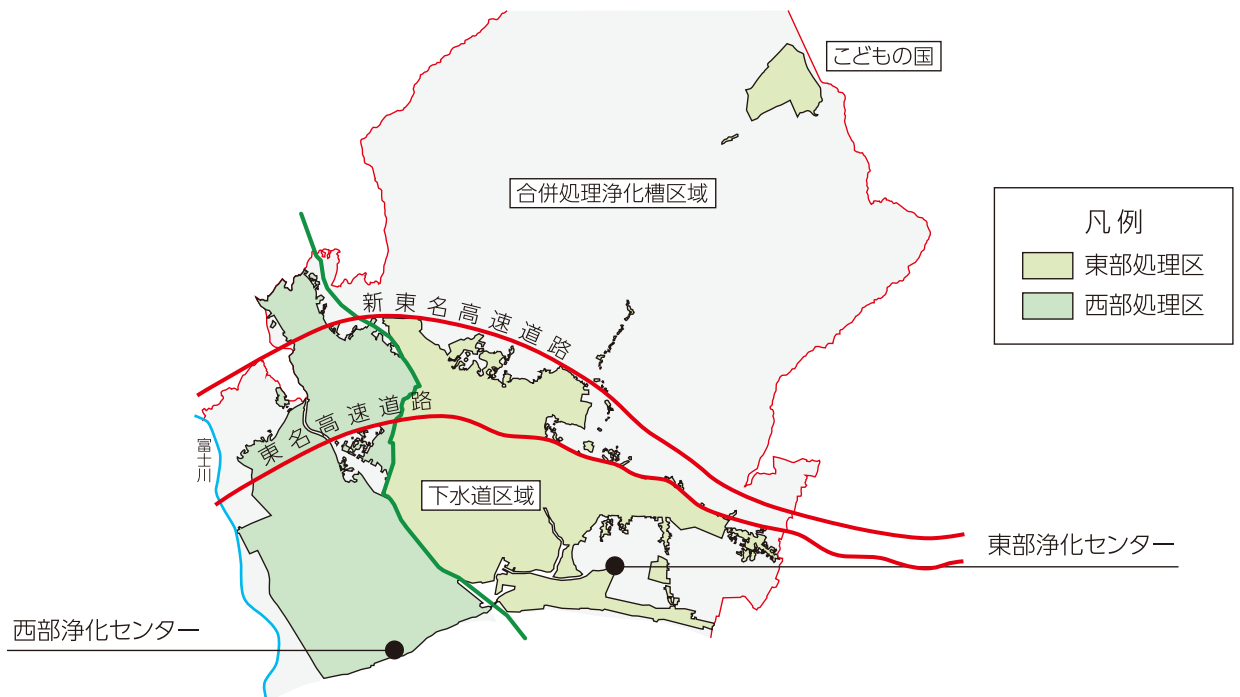 こどもの国
合併処理浄化槽区域
凡例
東部処理区
西部処理区
新東名高速道路
東名高速道路
富士川
下水道区域
東部浄化センター
西部浄化センター